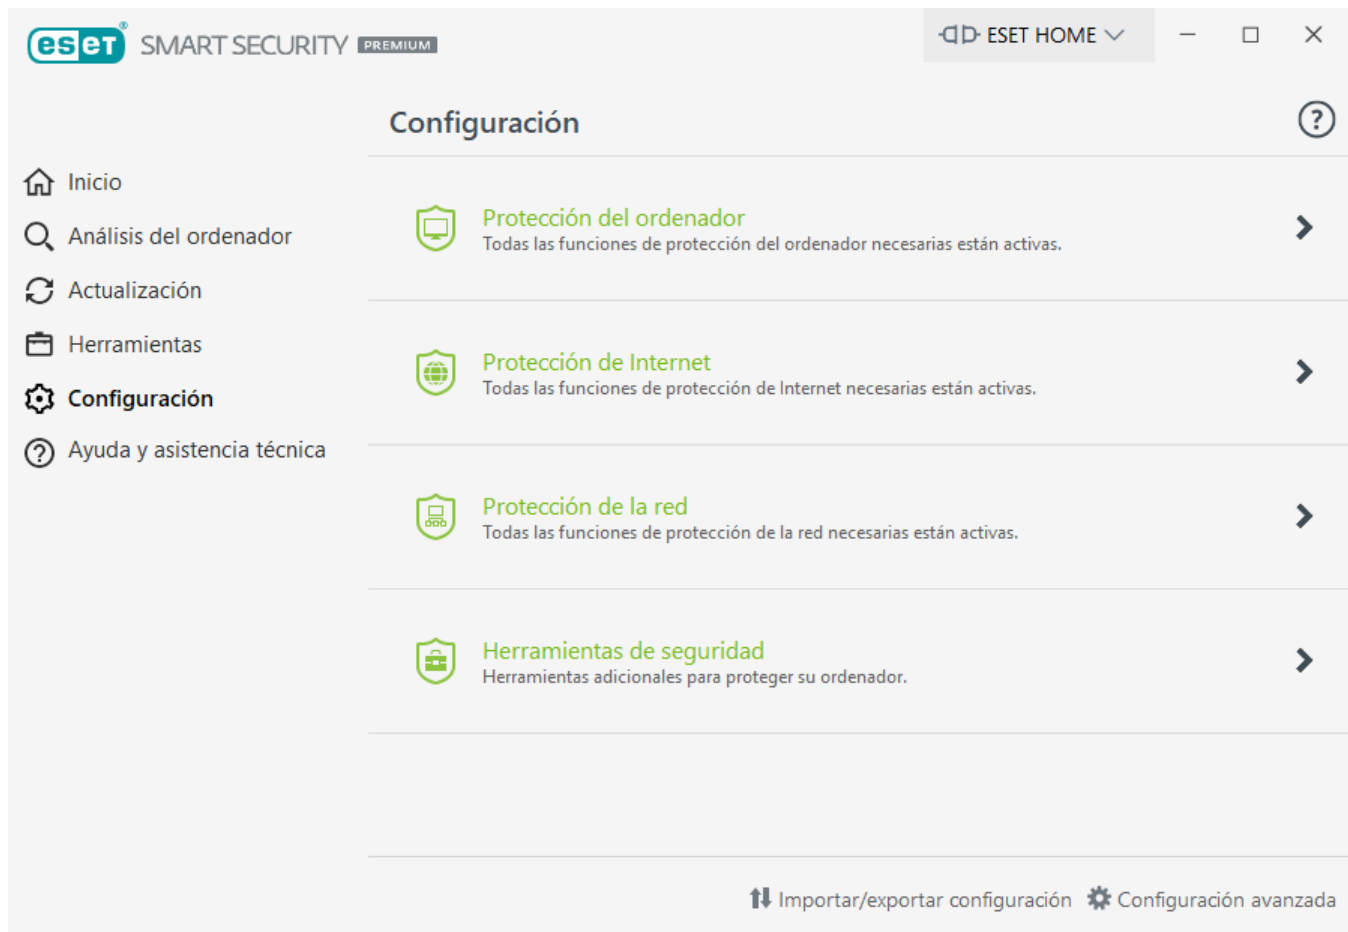 eset® SMART SECURITY PREMIUM
ESET HOME
Configuración
?
Inicio
Análisis del ordenador
Actualización
Herramientas
Configuración
Ayuda y asistencia técnica
Protección del ordenador
Todas las funciones de protección del ordenador necesarias están activas.
Protección de Internet
Todas las funciones de protección de Internet necesarias están activas.
Protección de la red
Todas las funciones de protección de la red necesarias están activas.
Herramientas de seguridad
Herramientas adicionales para proteger su ordenador.
Importar/exportar configuración
Configuración avanzada